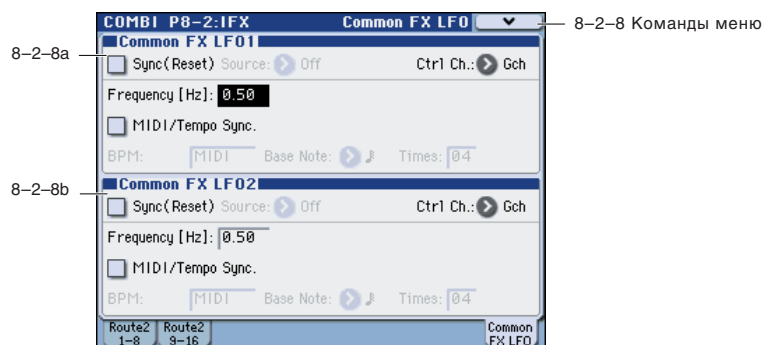 COMBI P8-2:IFX Common FX LFO
8–2–8 Команды меню
Common FX LFO1
8–2–8a
Sync(Reset) Source: Off Ctrl Ch.: Gch
Frequency [Hz]: 0.50
MIDI/Tempo Sync.
BPM: MIDI Base Note: ♪ Times: 04
Common FX LFO2
8–2–8b
Sync(Reset) Source: Off Ctrl Ch.: Gch
Frequency [Hz]: 0.50
MIDI/Tempo Sync.
BPM: MIDI Base Note: ♪ Times: 04
Route2 1-8
Route2 9-16
Common FX LFO